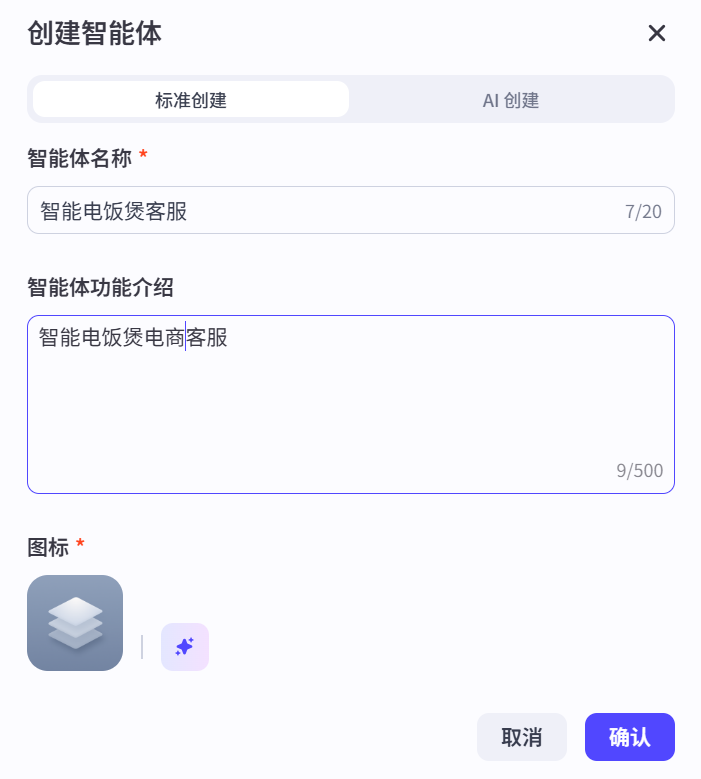 创建智能体
标准创建
AI 创建
智能体名称 *
智能电饭煲客服
7/20
智能体功能介绍
智能电饭煲电商客服
9/500
图标 *
取消
确认